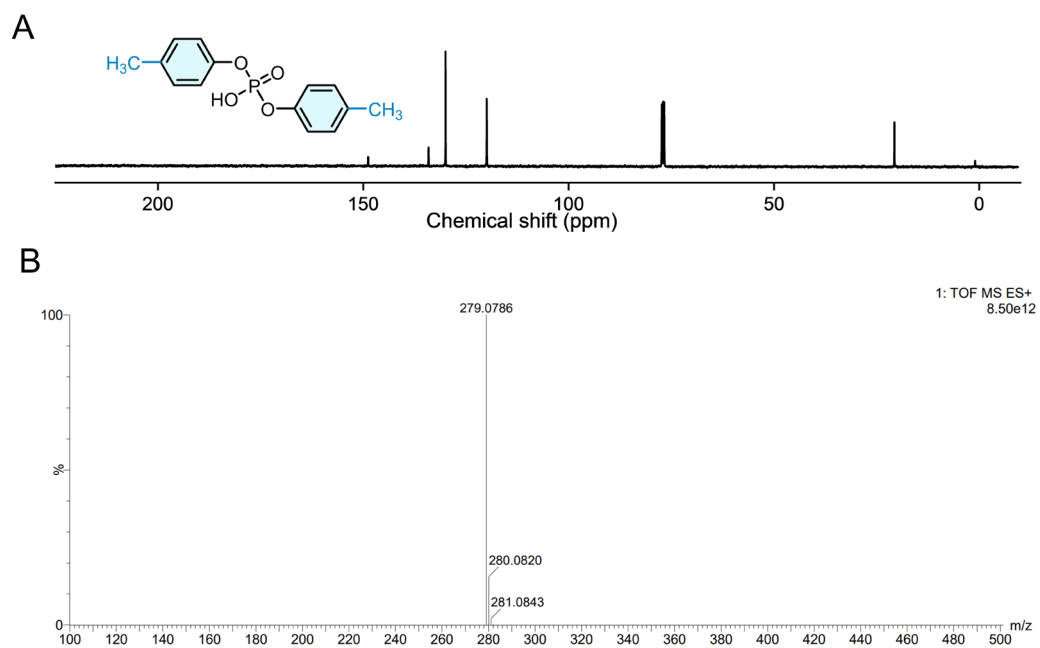 A
H₃C
O
O
P
HO
O
CH₃
200 150 100 50 0
Chemical shift (ppm)
B
1: TOF MS ES+
8.50e12
279.0786
100
%
280.0820
281.0843
0
100 120 140 160 180 200 220 240 260 280 300 320 340 360 380 400 420 440 460 480 500 m/z